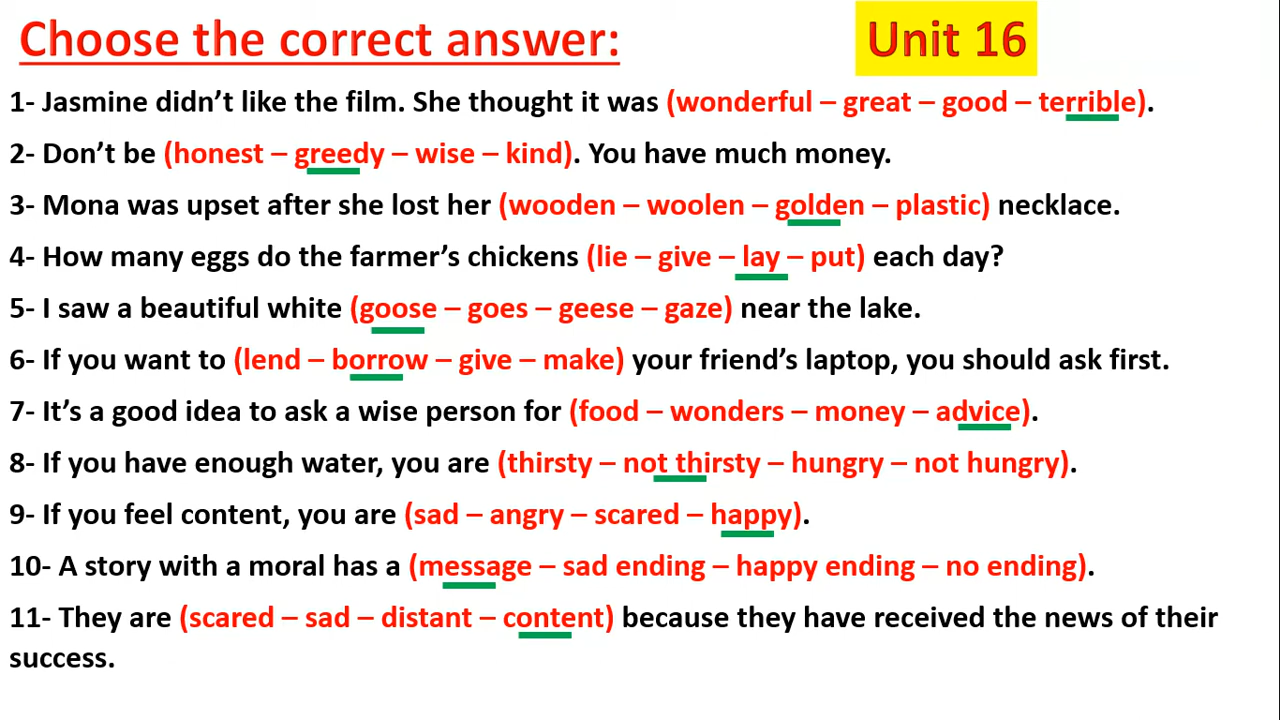 Choose the correct answer: Unit 16
1- Jasmine didn’t like the film. She thought it was (wonderful – great – good – terrible).
2- Don’t be (honest – greedy – wise – kind). You have much money.
3- Mona was upset after she lost her (wooden – woolen – golden – plastic) necklace.
4- How many eggs do the farmer’s chickens (lie – give – lay – put) each day?
5- I saw a beautiful white (goose – goes – geese – gaze) near the lake.
6- If you want to (lend – borrow – give – make) your friend’s laptop, you should ask first.
7- It’s a good idea to ask a wise person for (food – wonders – money – advice).
8- If you have enough water, you are (thirsty – not thirsty – hungry – not hungry).
9- If you feel content, you are (sad – angry – scared – happy).
10- A story with a moral has a (message – sad ending – happy ending – no ending).
11- They are (scared – sad – distant – content) because they have received the news of their
success.